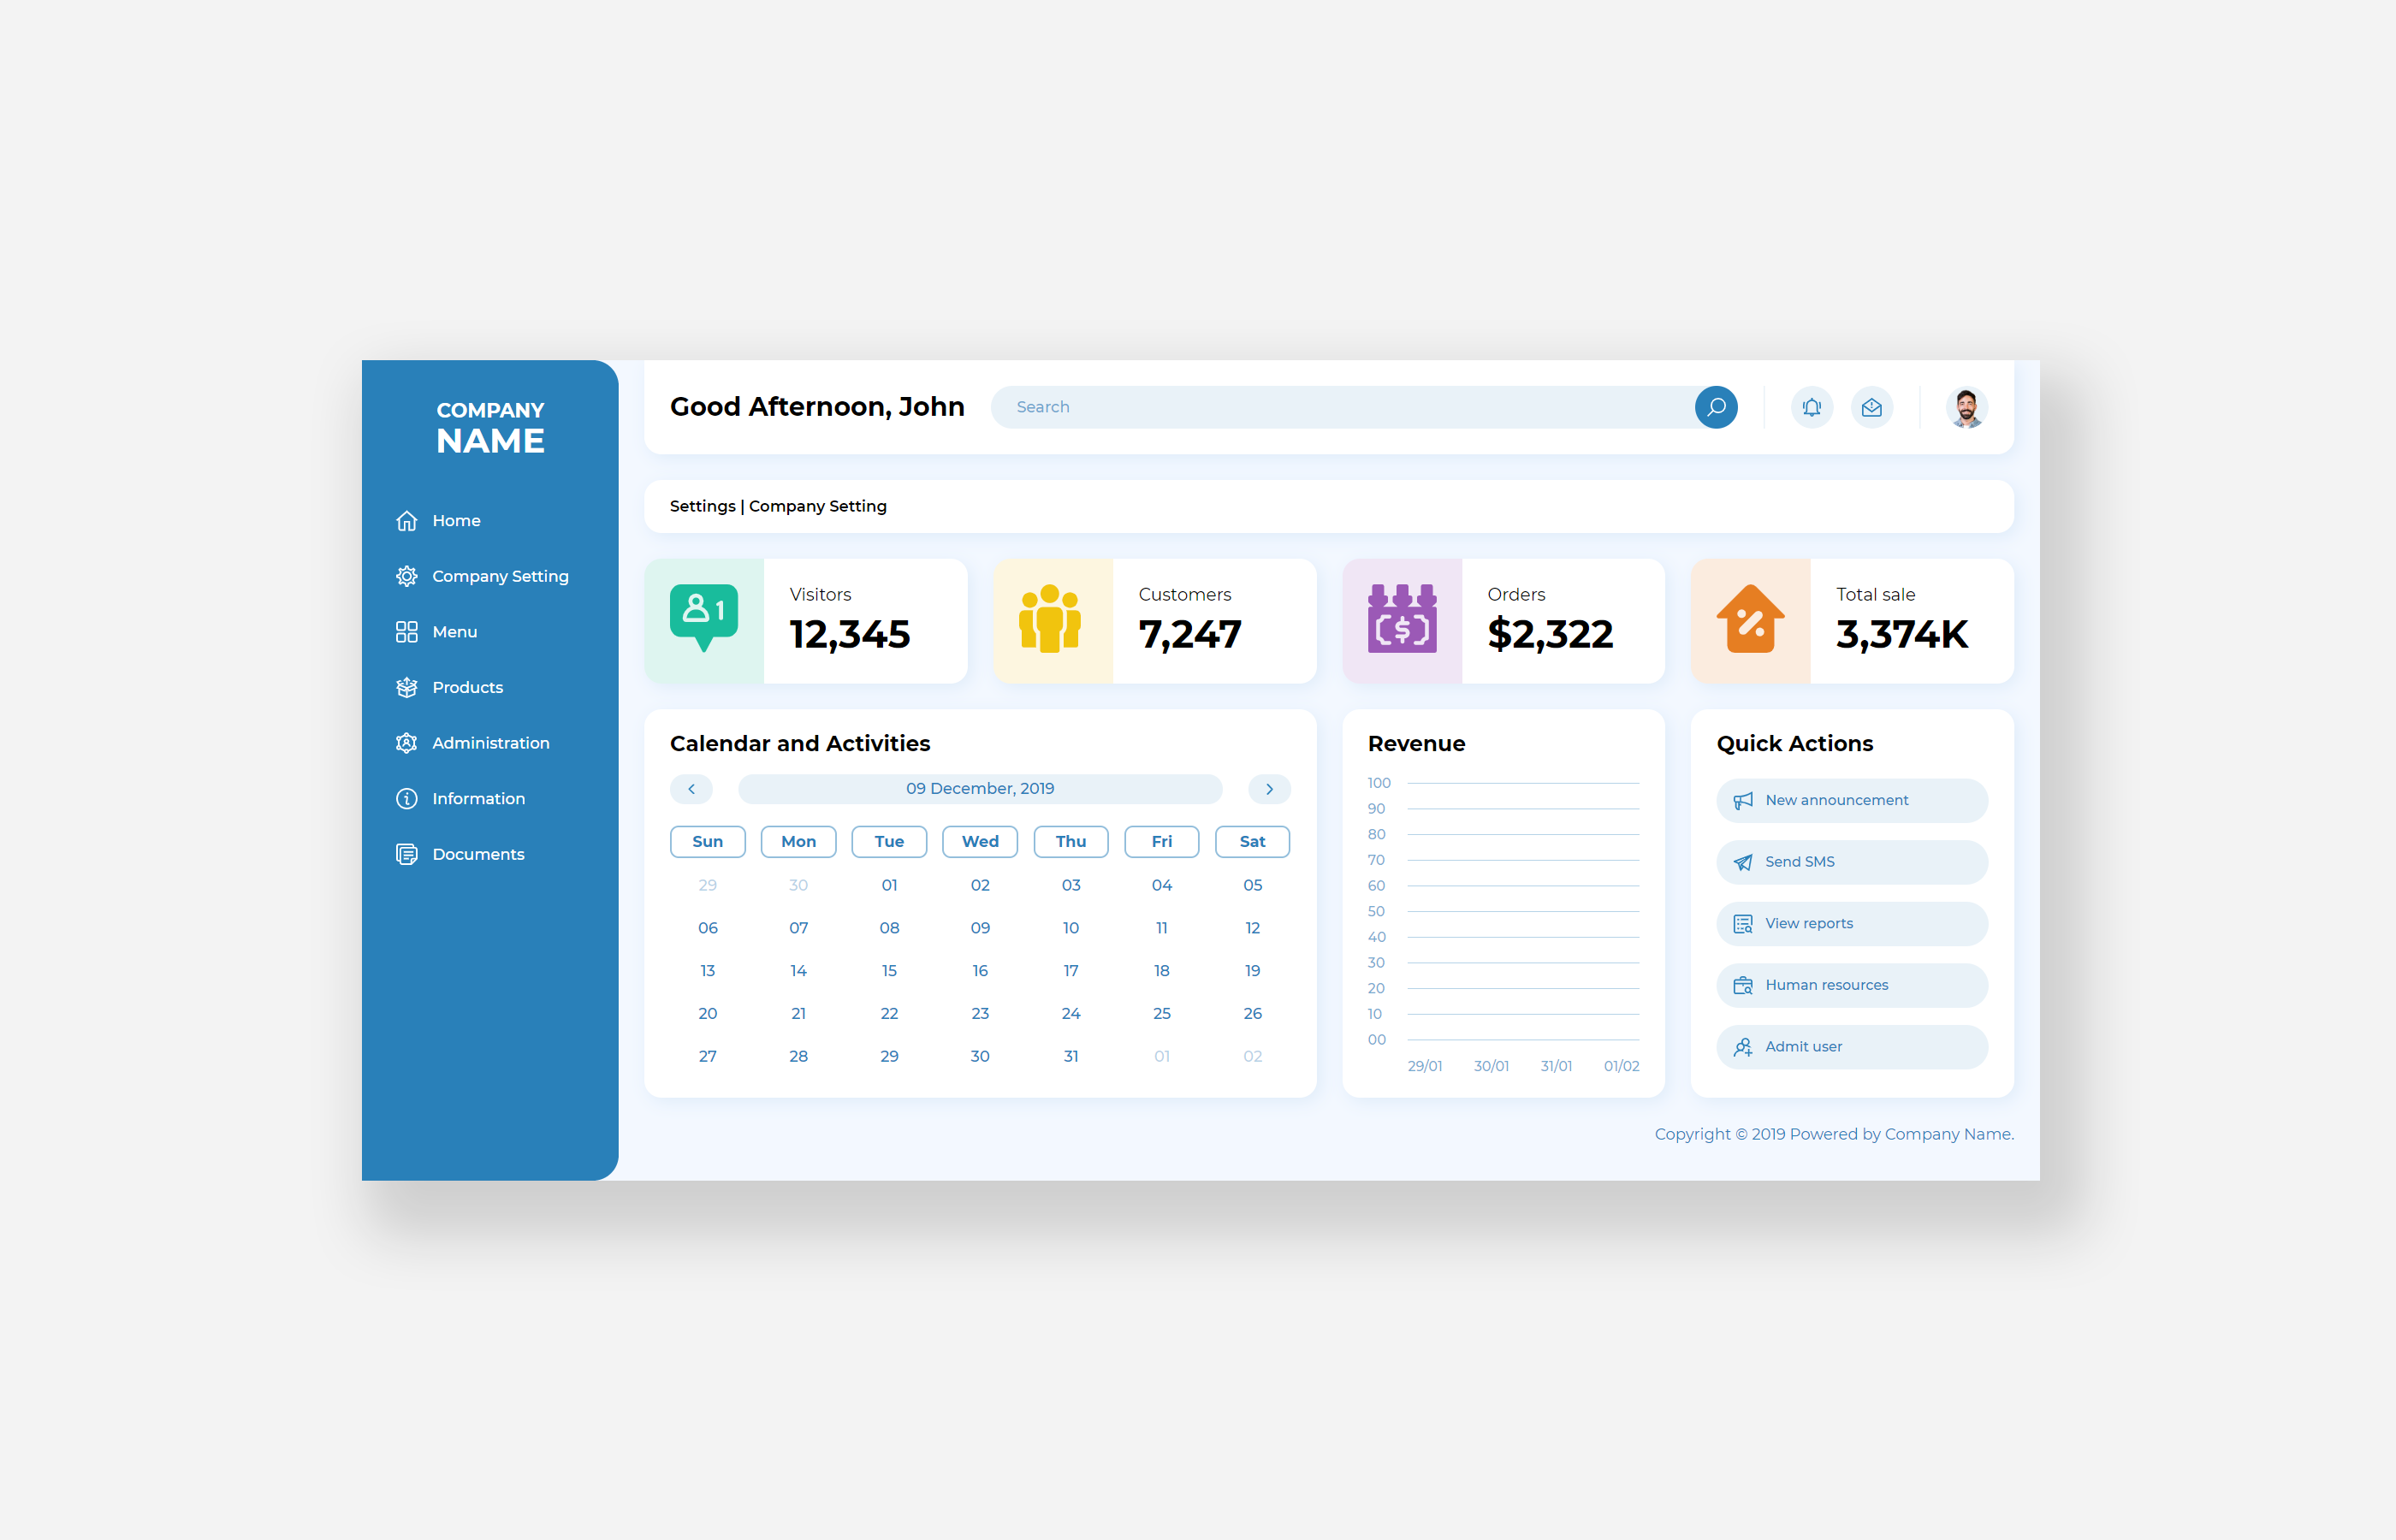 COMPANY
NAME
Home
Company Setting
Menu
Products
Administration
Information
Documents
Good Afternoon, John
Search
Settings | Company Setting
1
Visitors
12,345
Customers
7,247
$
Orders
$2,322
%
Total sale
3,374K
Calendar and Activities
09 December, 2019
Sun Mon Tue Wed Thu Fri Sat
29 30 01 02 03 04 05
06 07 08 09 10 11 12
13 14 15 16 17 18 19
20 21 22 23 24 25 26
27 28 29 30 31 01 02
Revenue
100
90
80
70
60
50
40
30
20
10
00
29/01 30/01 31/01 01/02
Quick Actions
New announcement
Send SMS
View reports
Human resources
Admit user
Copyright © 2019 Powered by Company Name.